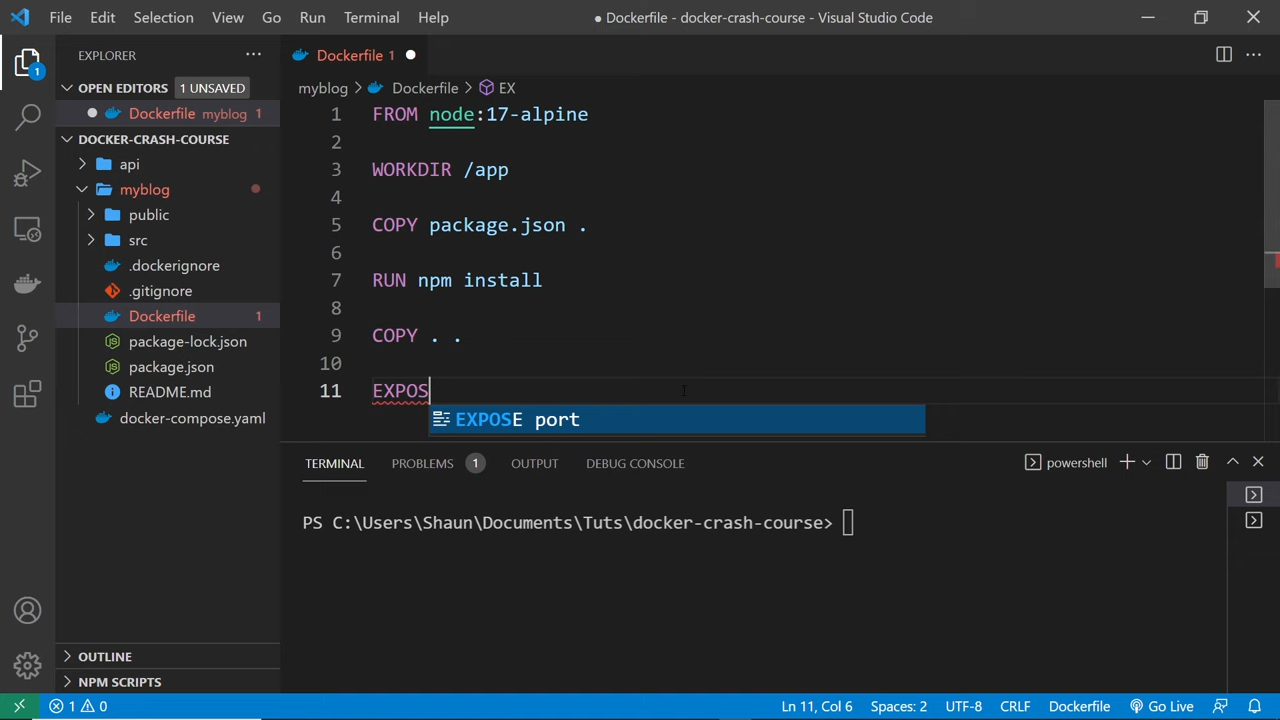 File Edit Selection View Go Run Terminal Help
● Dockerfile - docker-crash-course - Visual Studio Code
EXPLORER
1
OPEN EDITORS 1 UNSAVED
Dockerfile myblog 1
DOCKER-CRASH-COURSE
api
myblog
public
src
.dockerignore
.gitignore
Dockerfile 1
package-lock.json
package.json
README.md
docker-compose.yaml
OUTLINE
NPM SCRIPTS
Dockerfile 1
myblog > Dockerfile > EX
1 FROM node:17-alpine
2
3 WORKDIR /app
4
5 COPY package.json .
6
7 RUN npm install
8
9 COPY . .
10
11 EXPOS
EXPOSE port
TERMINAL PROBLEMS 1 OUTPUT DEBUG CONSOLE
powershell
PS C:\Users\Shaun\Documents\Tuts\docker-crash-course>
1 0
Ln 11, Col 6 Spaces: 2 UTF-8 CRLF Dockerfile Go Live